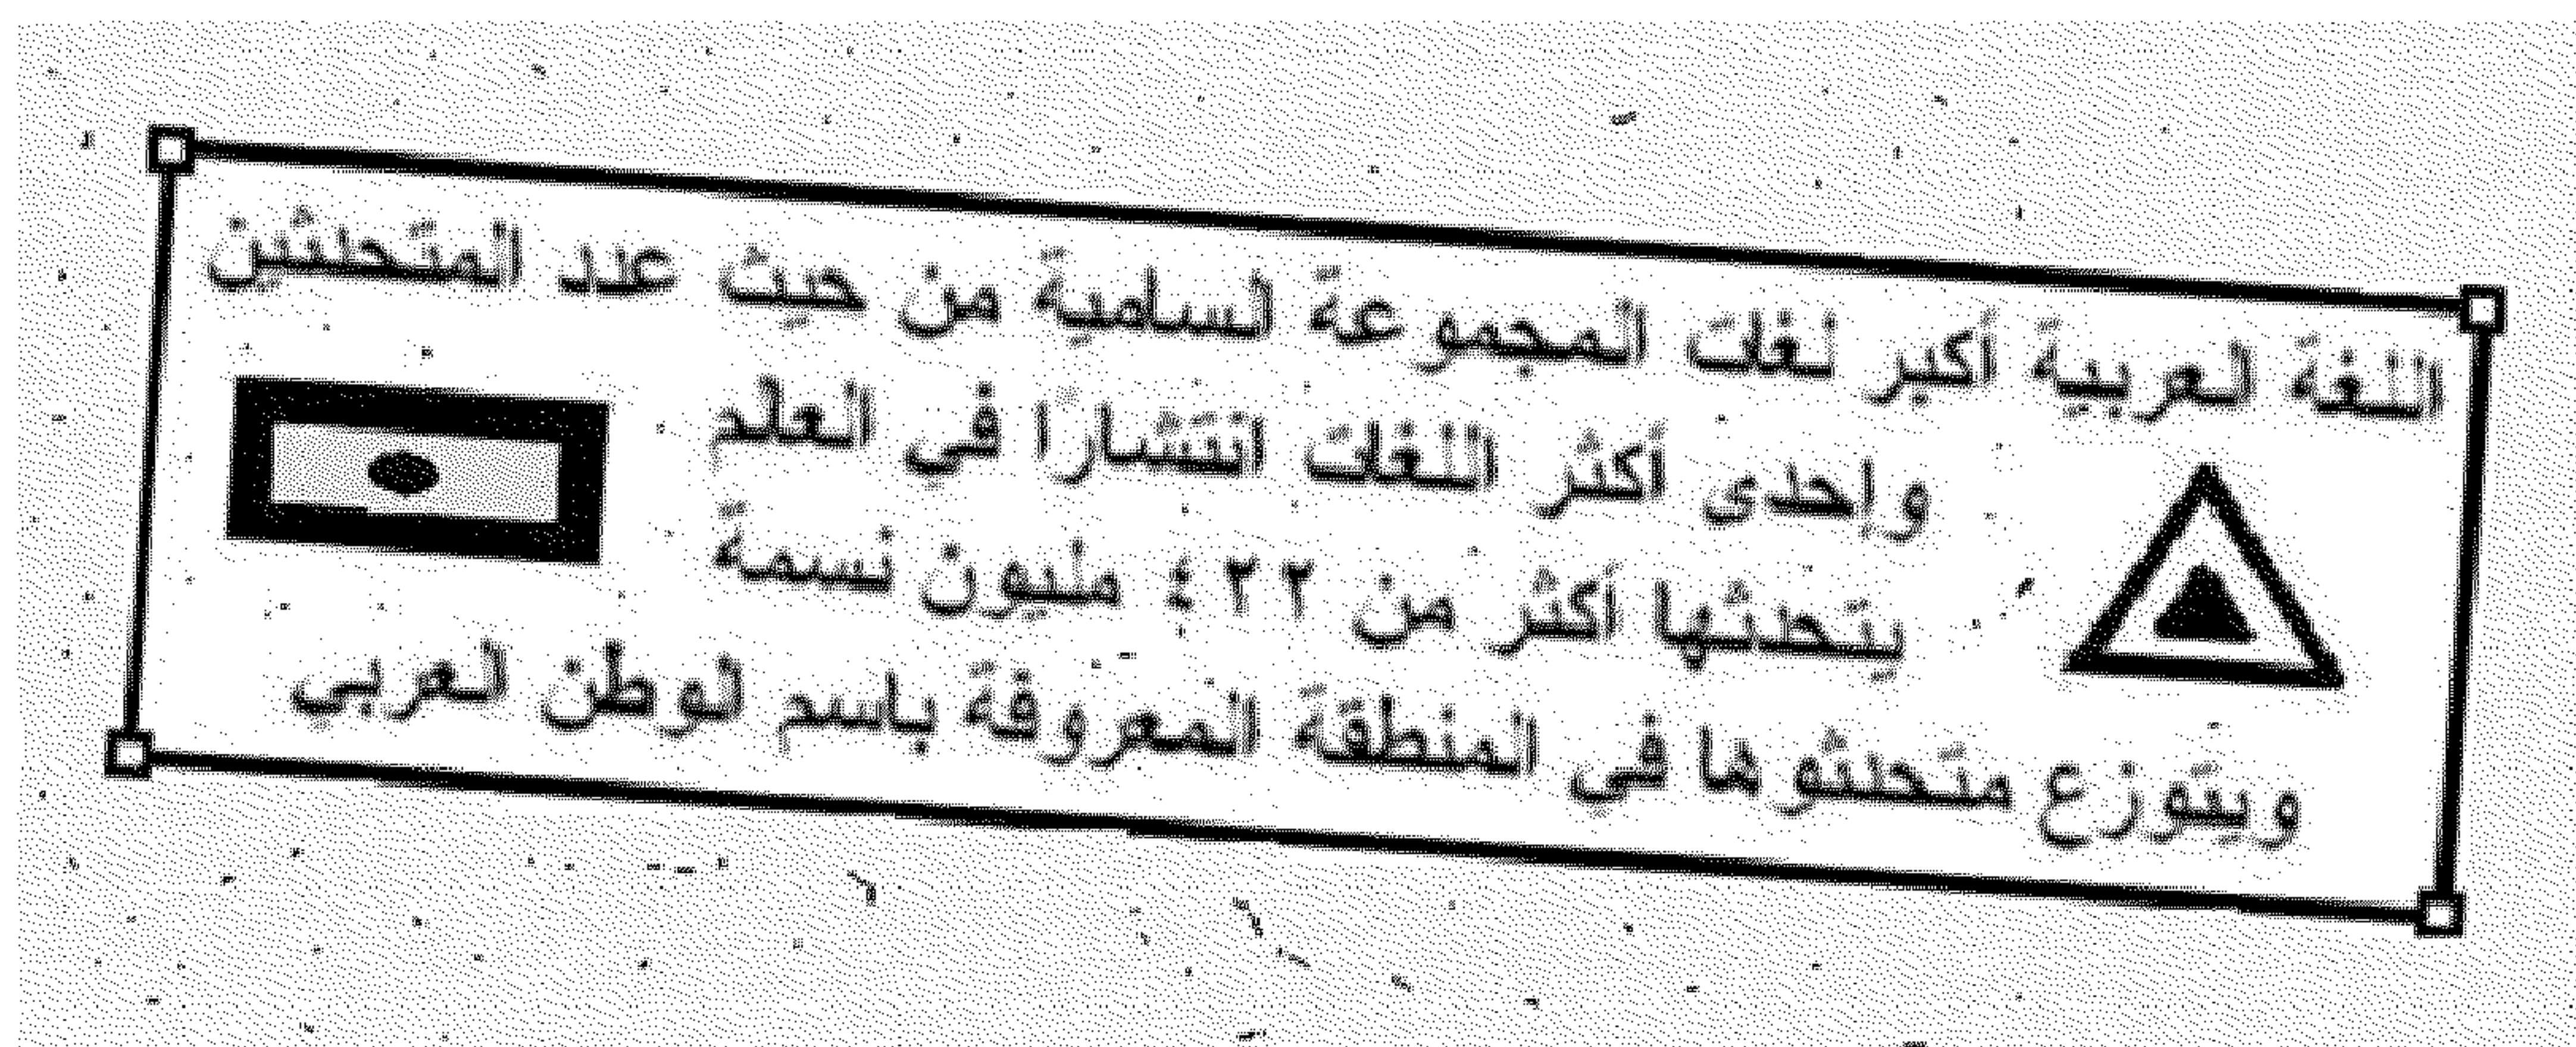 اللغة العربية أكبر لغات المجموعة السامية من حيث عدد المتحدثين
وإحدى أكثر اللغات انتشارًا في العالم
يتحدثها أكثر من ٤٢٢ مليون نسمة
ويتوزع متحدثوها في المنطقة المعروفة باسم الوطن العربي